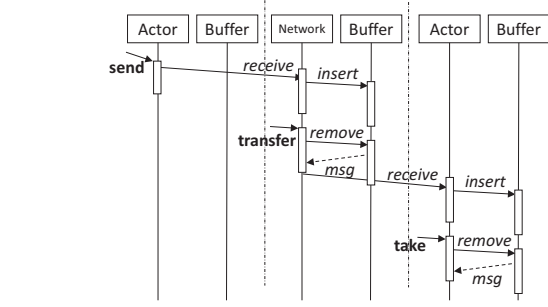 Actor Buffer Network Buffer Actor Buffer
send receive insert
transfer remove
msg receive insert
take remove
msg